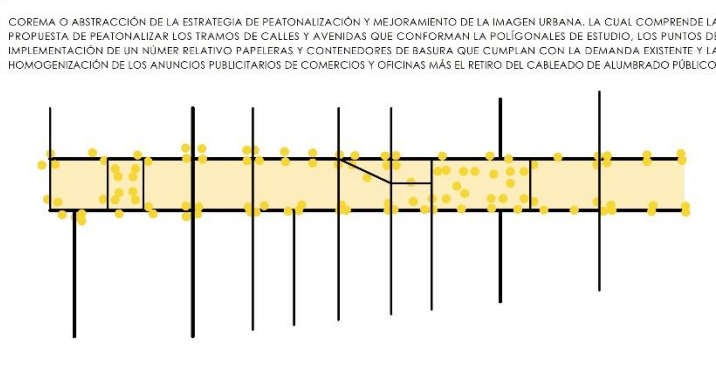 COREMA O ABSTRACCIÓN DE LA ESTRATEGIA DE PEATONALIZACIÓN Y MEJORAMIENTO DE LA IMAGEN URBANA. LA CUAL COMPRENDE LA
PROPUESTA DE PEATONALIZAR LOS TRAMOS DE CALLES Y AVENIDAS QUE CONFORMAN LA POLÍGONALES DE ESTUDIO, LOS PUNTOS DE
IMPLEMENTACIÓN DE UN NÚMER RELATIVO PAPELERAS Y CONTENEDORES DE BASURA QUE CUMPLAN CON LA DEMANDA EXISTENTE Y LA
HOMOGENIZACIÓN DE LOS ANUNCIOS PUBLICITARIOS DE COMERCIOS Y OFICINAS MÁS EL RETIRO DEL CABLEADO DE ALUMBRADO PÚBLICO